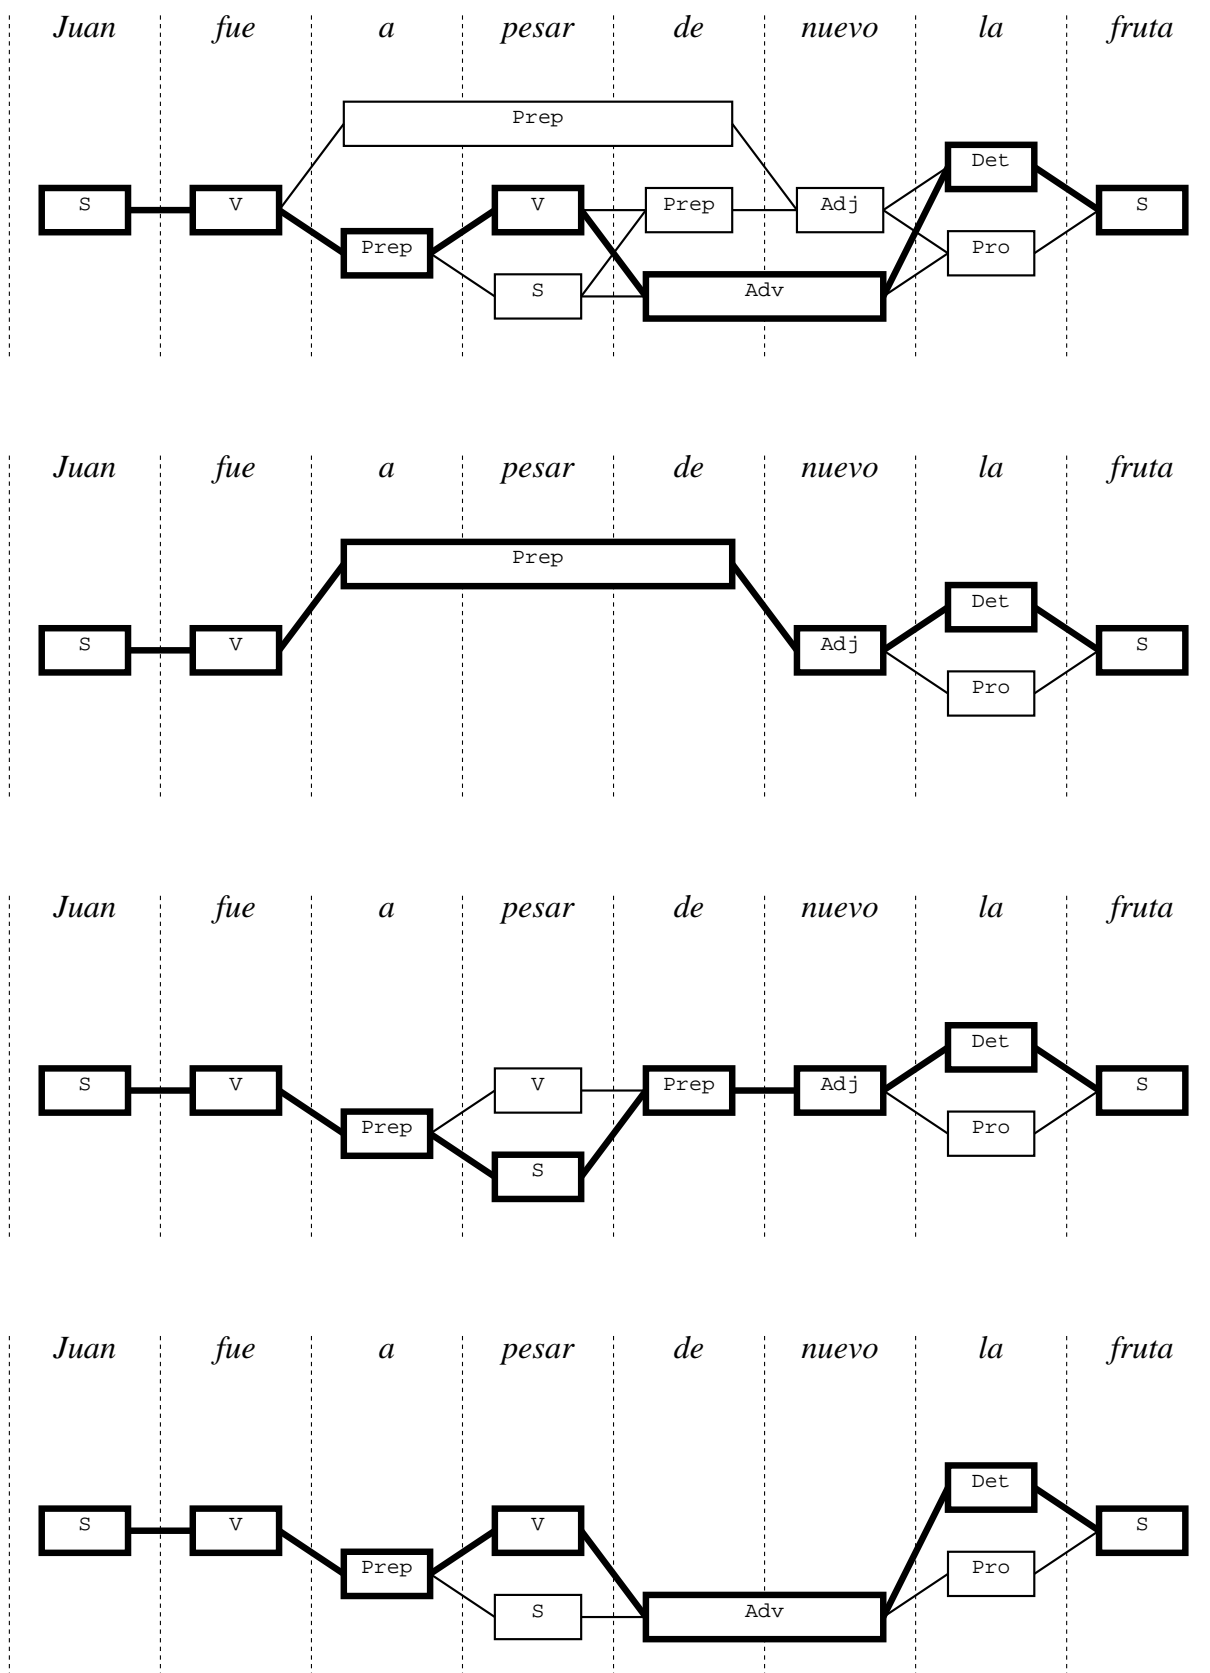 Juan fue a pesar de nuevo la fruta
Prep
Det
S V V Prep Adj S
Prep Pro
S Adv
Juan fue a pesar de nuevo la fruta
Prep
Det
S V Adj S
Pro
Juan fue a pesar de nuevo la fruta
Det
S V V Prep Adj S
Prep Pro
S
Juan fue a pesar de nuevo la fruta
Det
S V V S
Prep Pro
S Adv